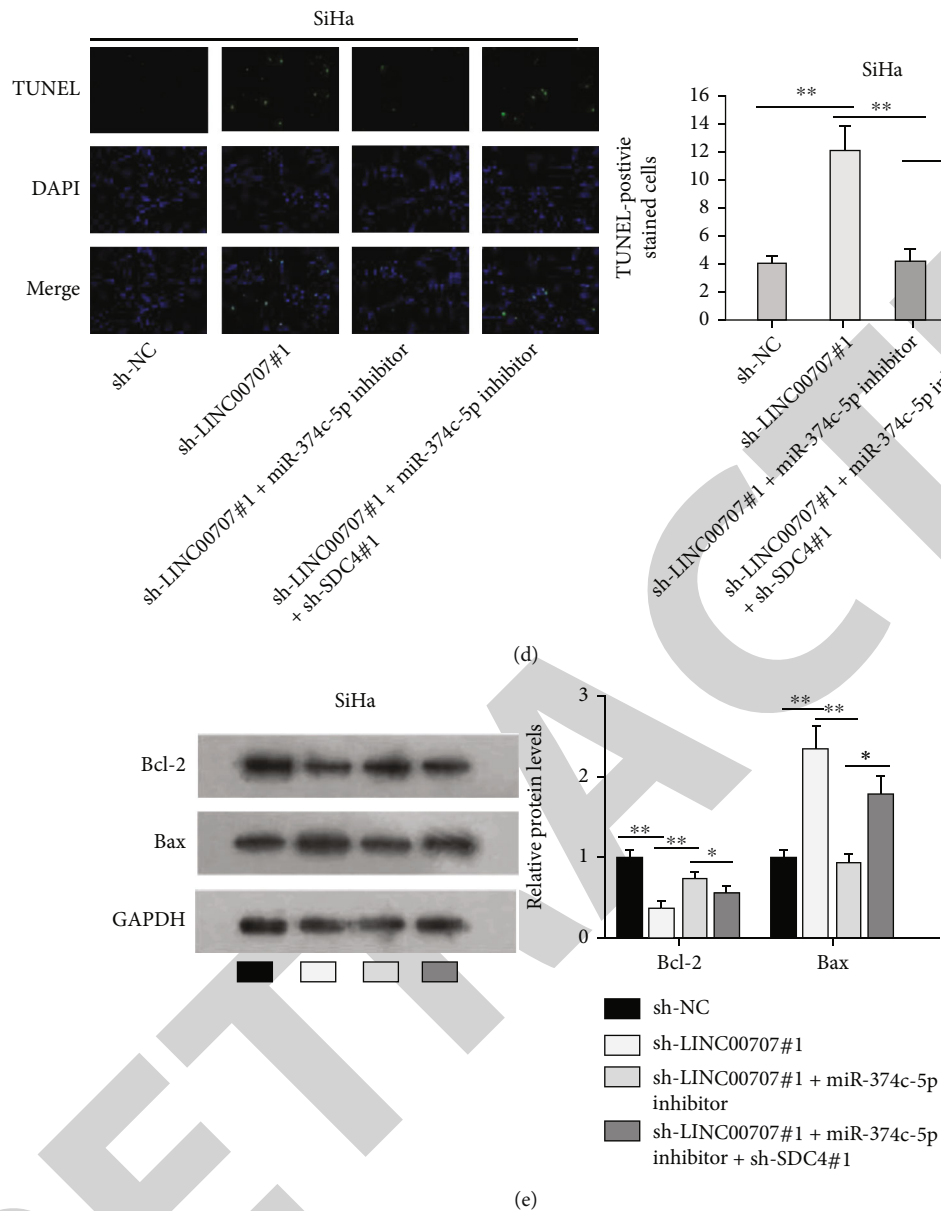 SiHa
TUNEL
DAPI
Merge
sh-NC
sh-LINC00707#1
sh-LINC00707#1 + miR-374c-5p inhibitor
sh-LINC00707#1 + miR-374c-5p inhibitor
+ sh-SDC4#1
SiHa
TUNEL-postivie
stained cells
16
14
12
10
8
6
4
2
0
**
**
sh-NC
sh-LINC00707#1
sh-LINC00707#1 + miR-374c-5p inhibitor
sh-LINC00707#1 + miR-374c-5p
+ sh-SDC4#1
(d)
SiHa
Bcl-2
Bax
GAPDH
Relative protein levels
3
2
1
0
**
**
*
**
**
*
Bcl-2
Bax
sh-NC
sh-LINC00707#1
sh-LINC00707#1 + miR-374c-5p
inhibitor
sh-LINC00707#1 + miR-374c-5p
inhibitor + sh-SDC4#1
(e)